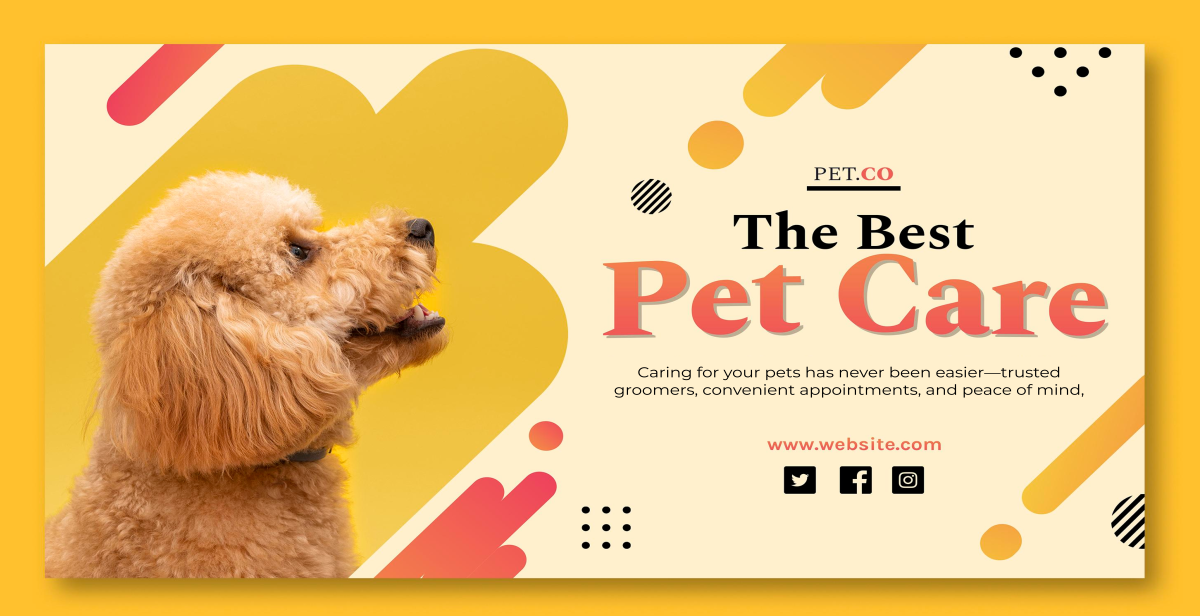 PET.CO
The Best
Pet Care
Caring for your pets has never been easier—trusted
groomers, convenient appointments, and peace of mind,
www.website.com